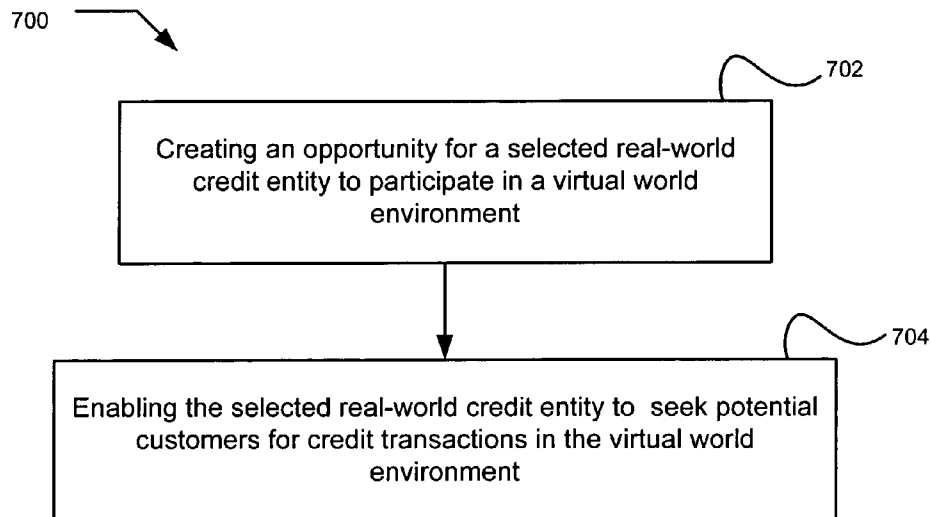 700
702
Creating an opportunity for a selected real-world
credit entity to participate in a virtual world
environment
704
Enabling the selected real-world credit entity to seek potential
customers for credit transactions in the virtual world
environment